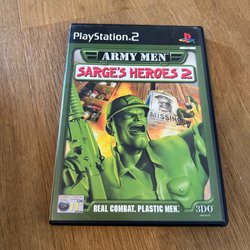 PlayStation.2
ARMY MEN
SARGE'S HEROES 2
MISSING
REAL COMBAT. PLASTIC MEN.
3DO